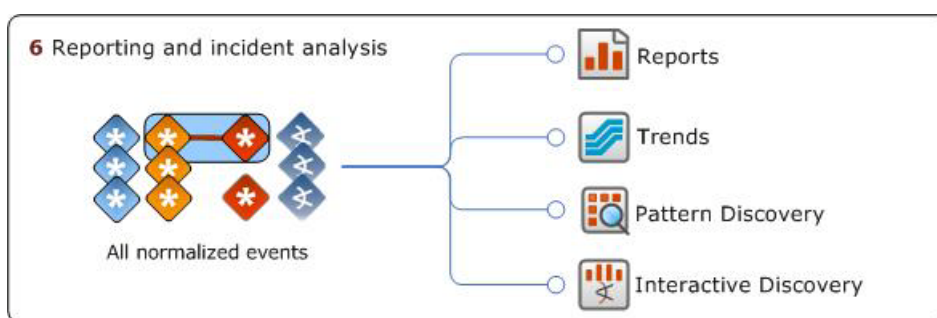 6 Reporting and incident analysis
Reports
Trends
Pattern Discovery
Interactive Discovery
All normalized events